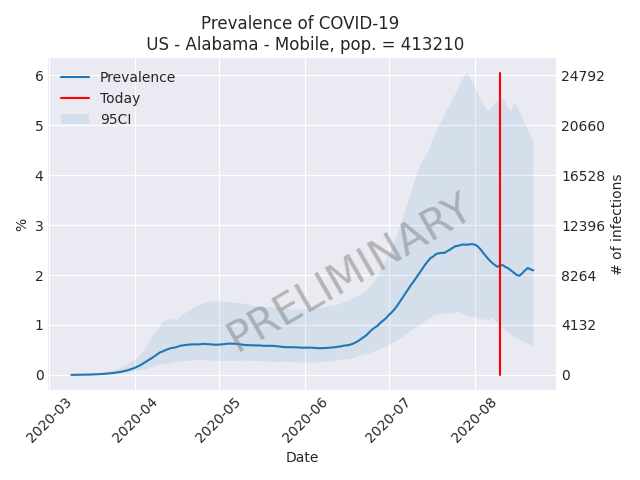 Prevalence of COVID-19
US - Alabama - Mobile, pop. = 413210
Prevalence
Today
95CI
PRELIMINARY
%
6
5
4
3
2
1
0
24792
20660
16528
12396
8264
4132
0
# of infections
2020-03
2020-04
2020-05
2020-06
2020-07
2020-08
Date